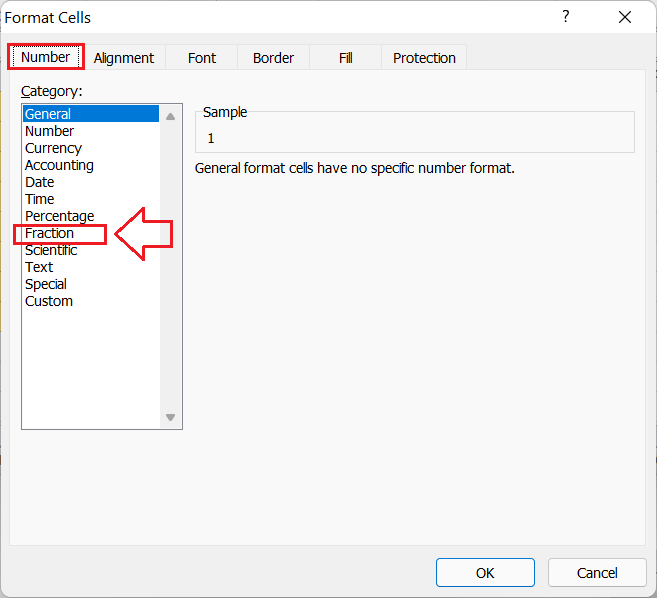 Format Cells
?
Number Alignment Font Border Fill Protection
Category:
General
Number
Currency
Accounting
Date
Time
Percentage
Fraction
Scientific
Text
Special
Custom
Sample
1
General format cells have no specific number format.
OK Cancel